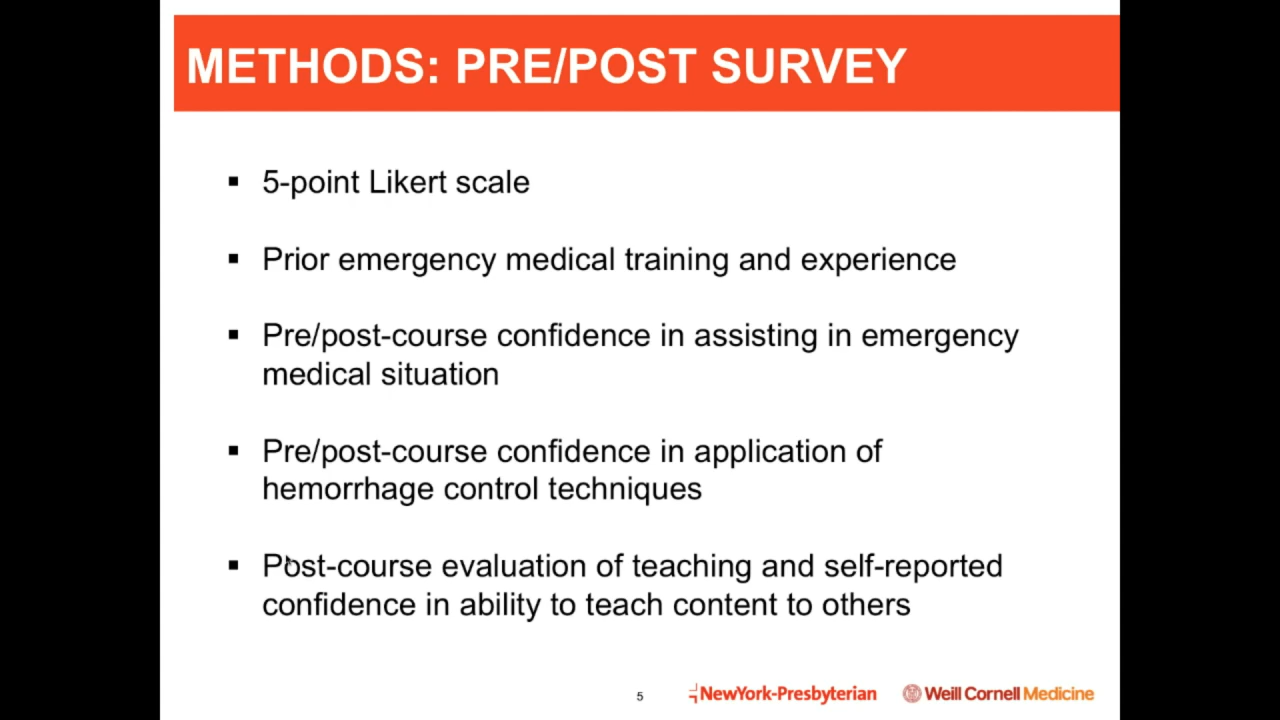 METHODS: PRE/POST SURVEY
▪ 5-point Likert scale
▪ Prior emergency medical training and experience
▪ Pre/post-course confidence in assisting in emergency
medical situation
▪ Pre/post-course confidence in application of
hemorrhage control techniques
▪ Post-course evaluation of teaching and self-reported
confidence in ability to teach content to others
5
NewYork-Presbyterian
Weill Cornell Medicine